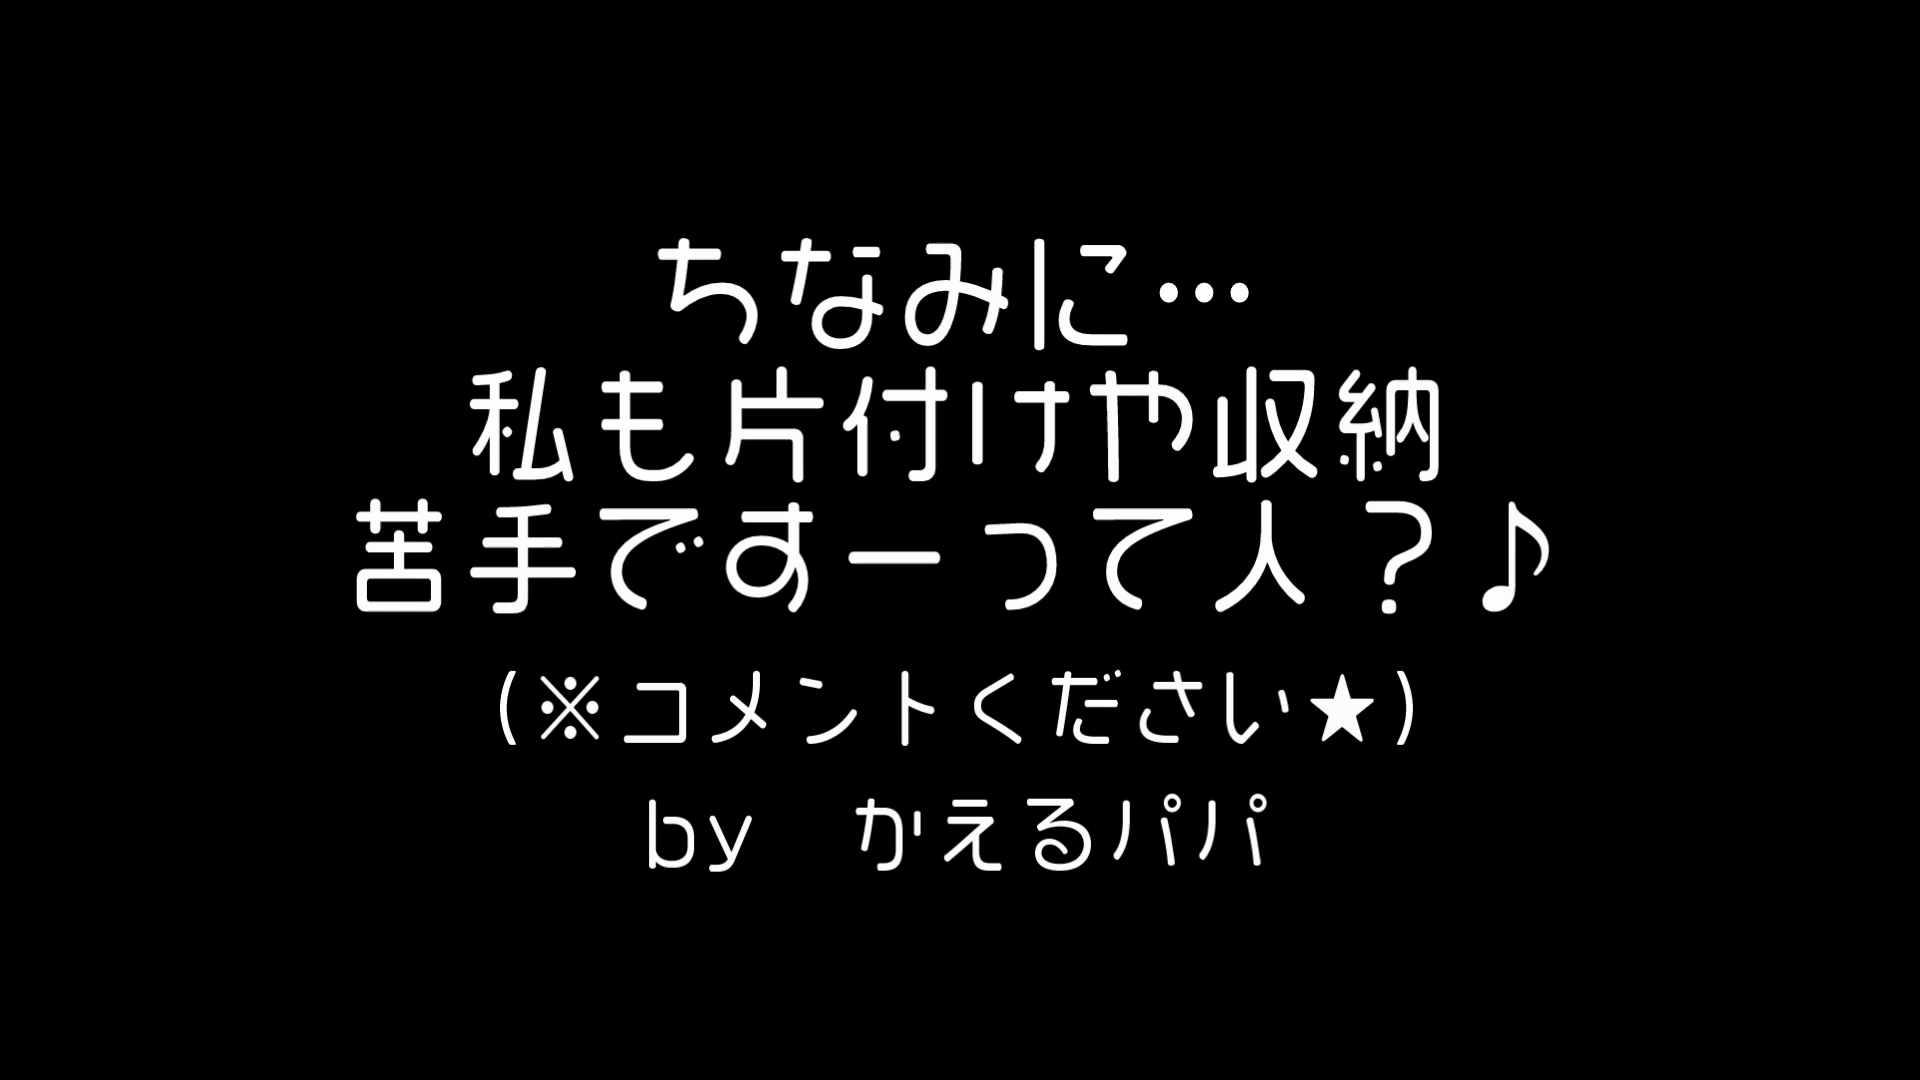 ちなみに…
私も片付けや収納
苦手ですーって人？♪
(※コメントください★)
by　かえるパパ